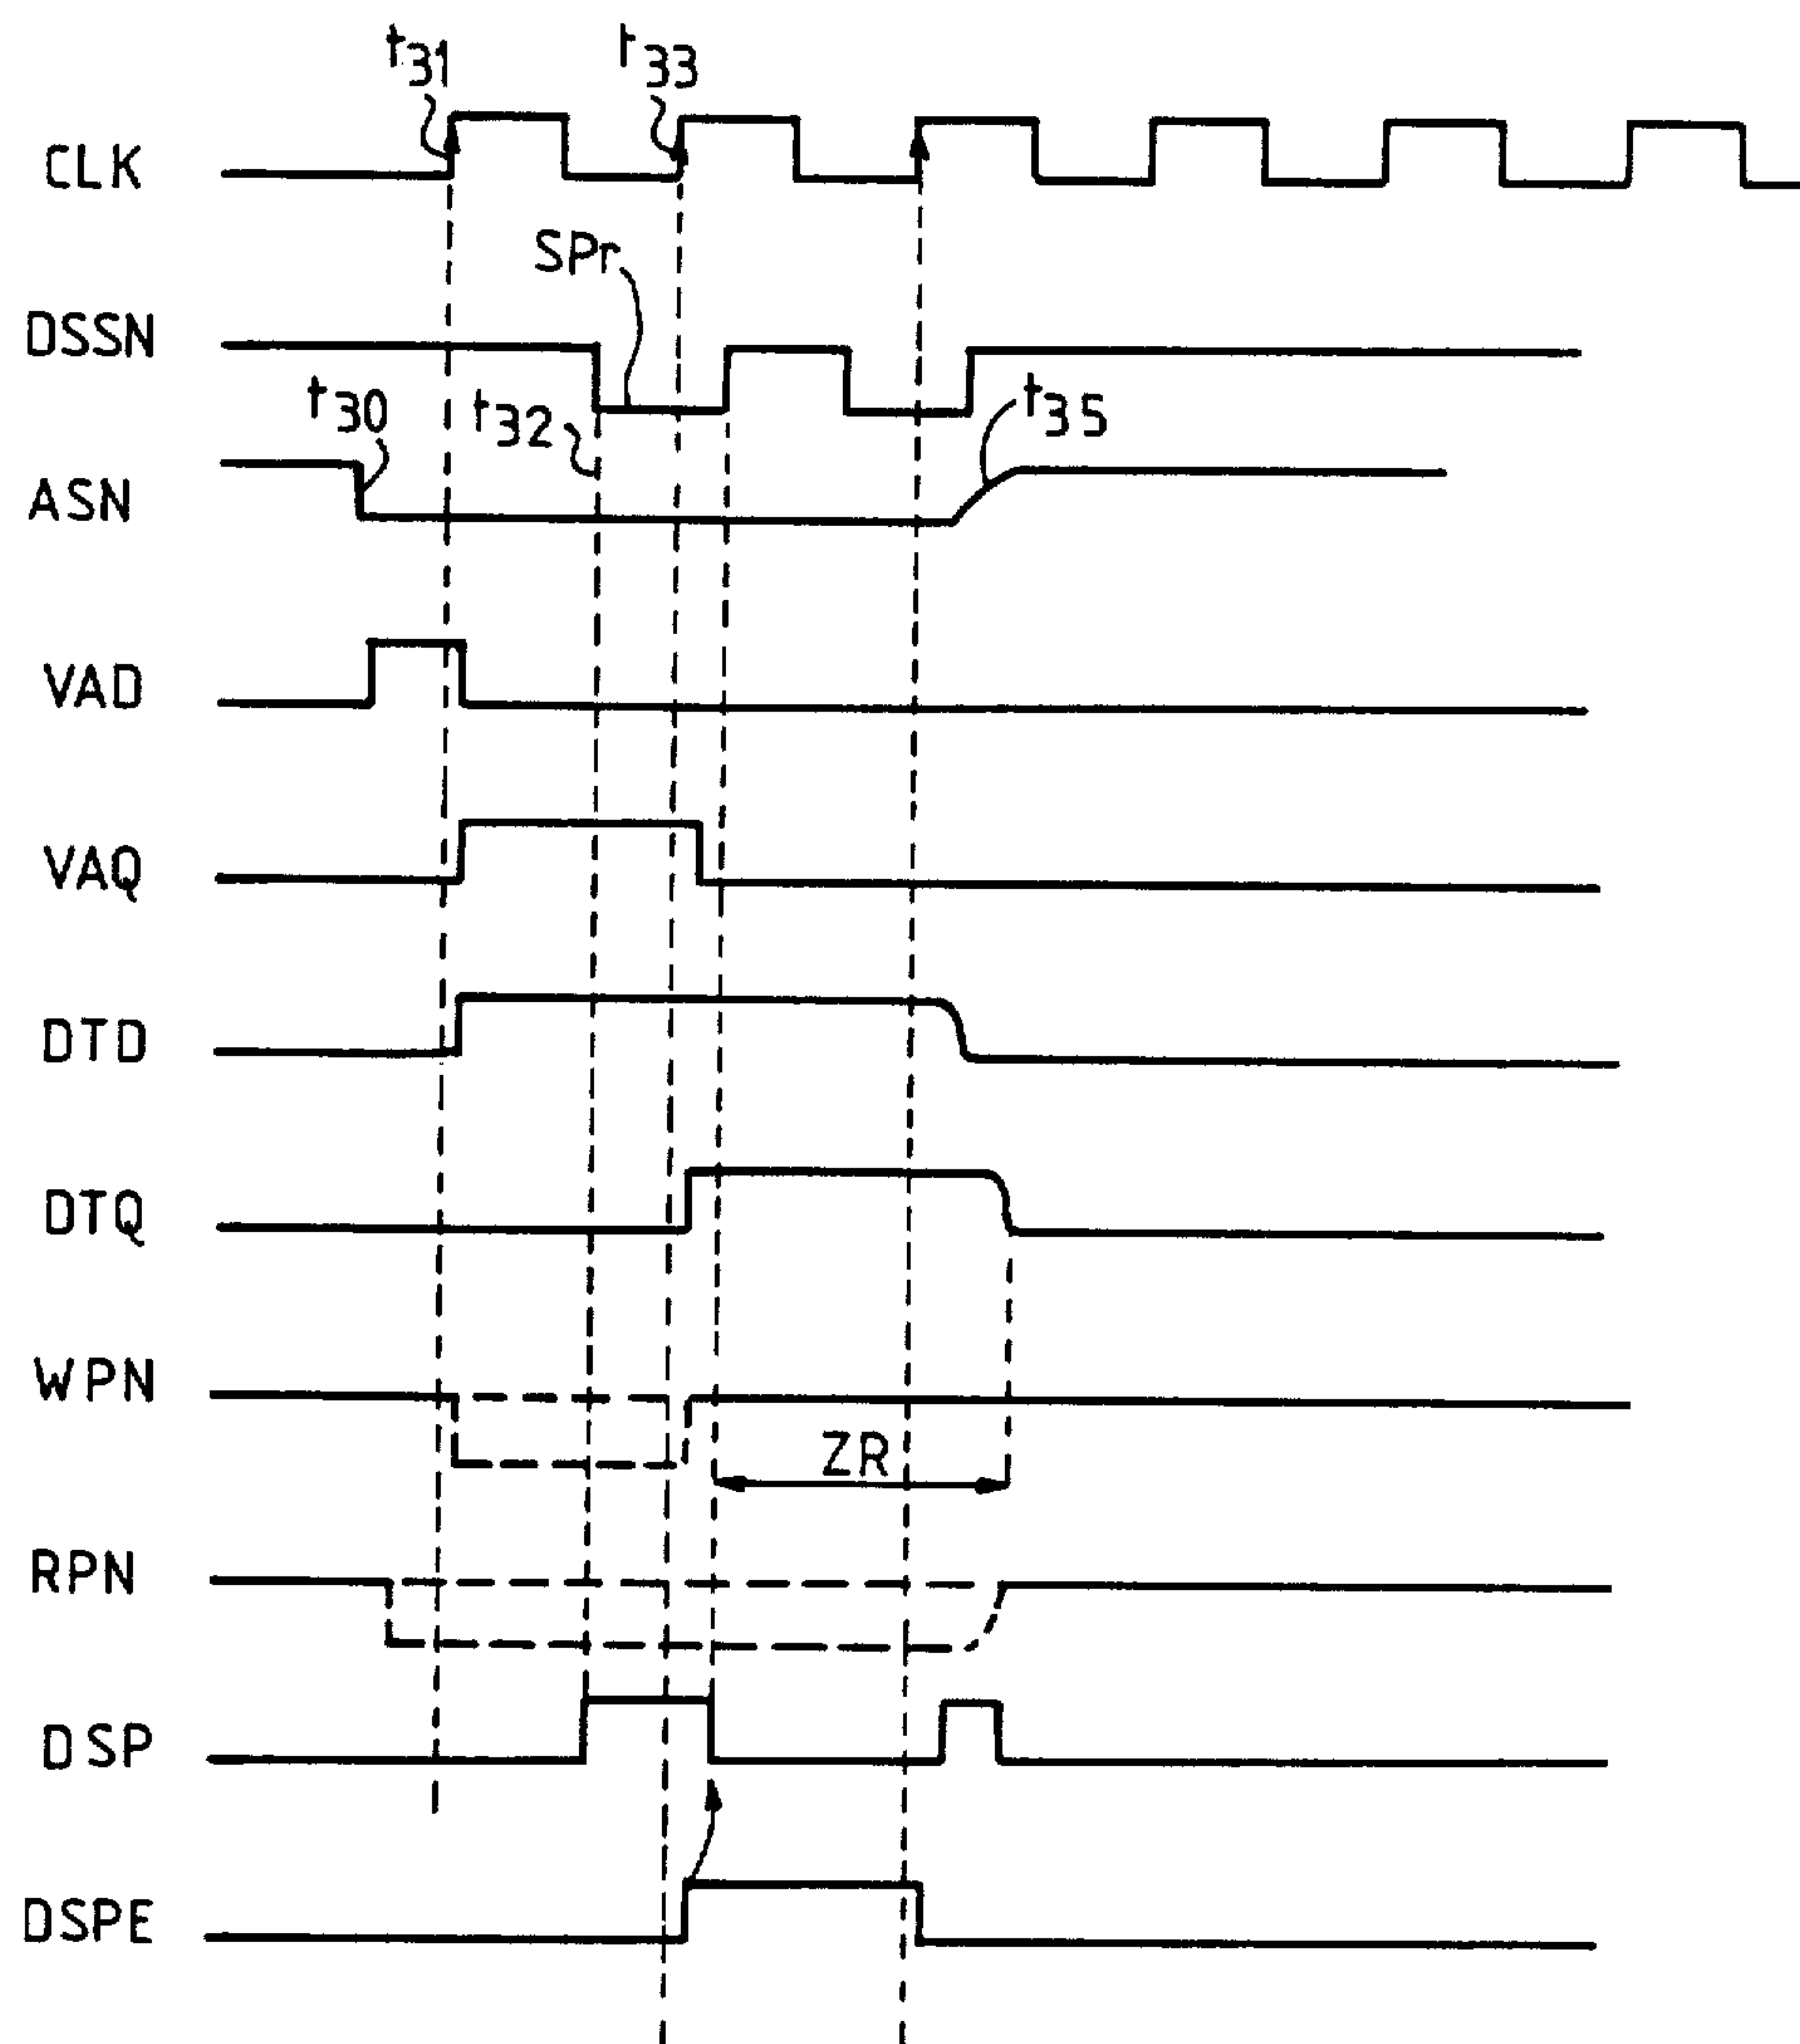 t31 t33
CLK
SPr
DSSN
t30 t32 t35
ASN
VAD
VAQ
DTD
DTQ
WPN
ZR
RPN
DSP
DSPE